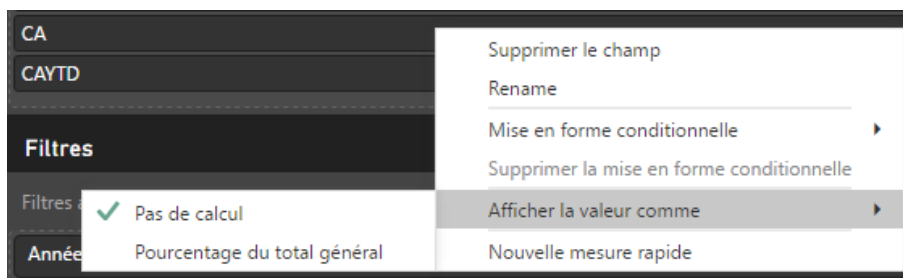 CA
CAYTD
Supprimer le champ
Rename
Mise en forme conditionnelle
Supprimer la mise en forme conditionnelle
Afficher la valeur comme
Nouvelle mesure rapide
Filtres
Filtres
Pas de calcul
Pourcentage du total général
Année